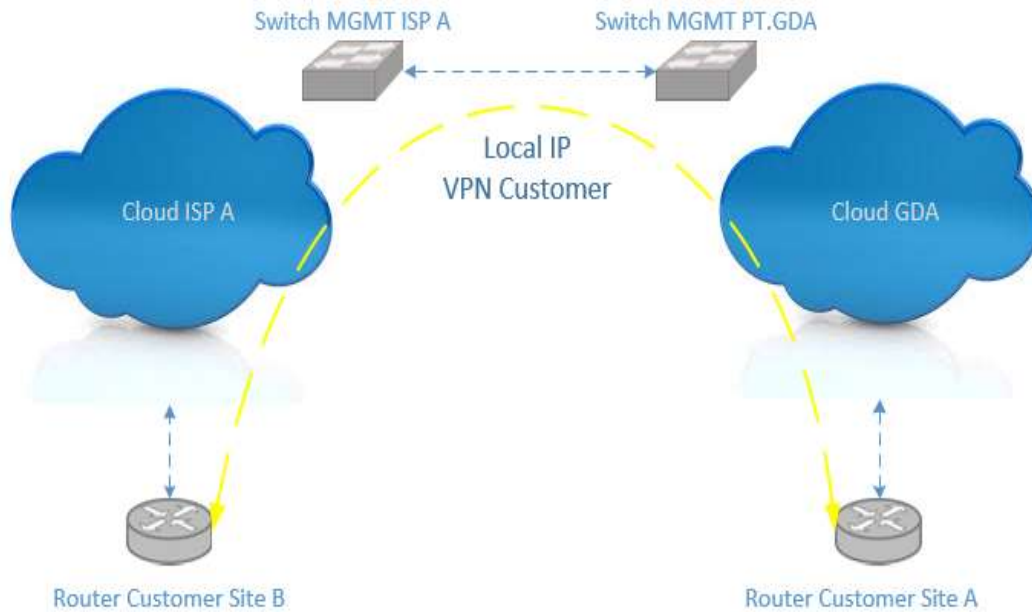 Switch MGMT ISP A
Switch MGMT PT.GDA
Local IP
VPN Customer
Cloud ISP A
Cloud GDA
Router Customer Site B
Router Customer Site A